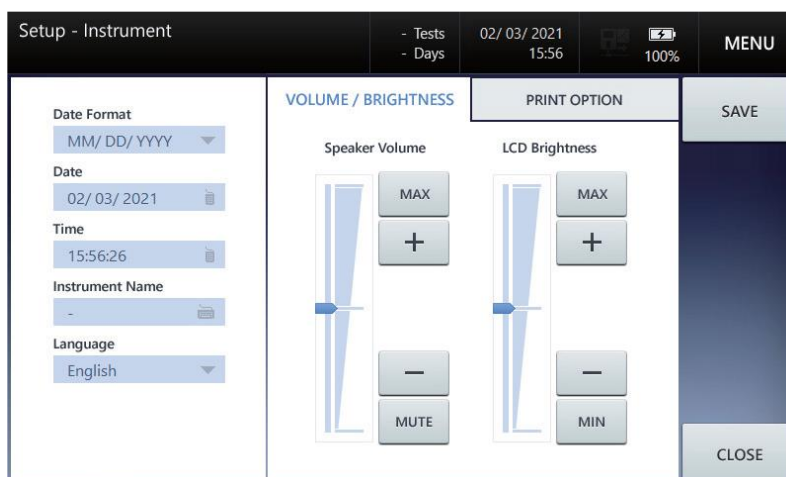 Setup - Instrument
- Tests
- Days
02/ 03/ 2021
15:56
100%
MENU
Date Format
MM/ DD/ YYYY
Date
02/ 03/ 2021
Time
15:56:26
Instrument Name
-
Language
English
VOLUME / BRIGHTNESS
PRINT OPTION
Speaker Volume
MAX
+
−
MUTE
LCD Brightness
MAX
+
−
MIN
SAVE
CLOSE